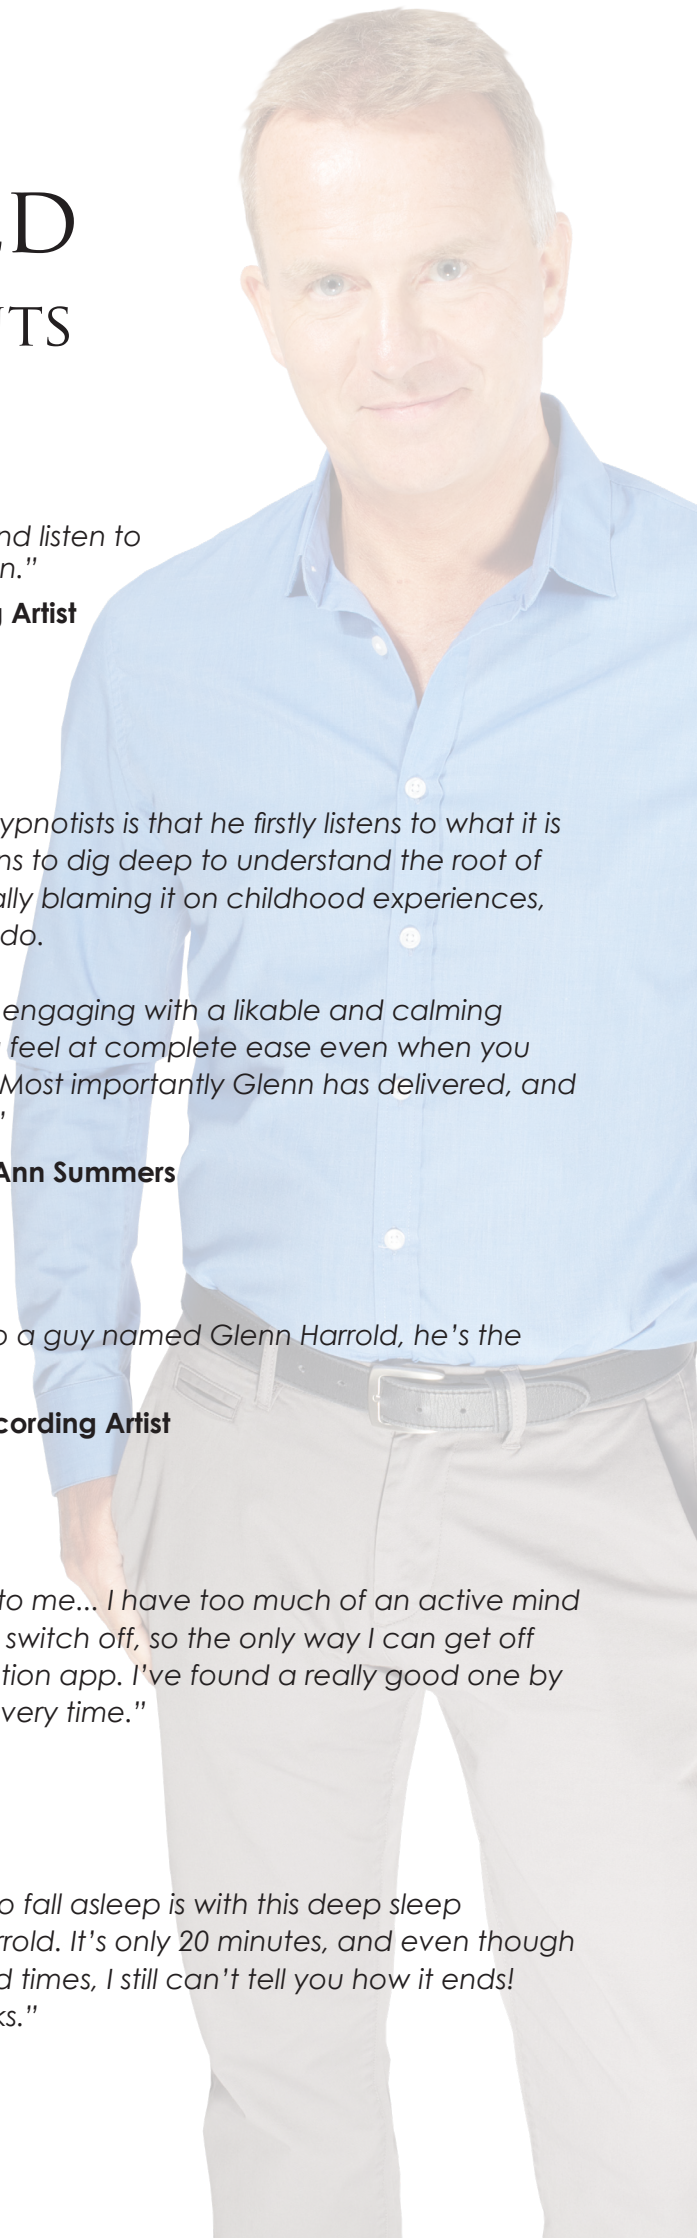 ED
UTS
nd listen to
n.”
g Artist
ypnotists is that he firstly listens to what it is
ns to dig deep to understand the root of
ally blaming it on childhood experiences,
do.
engaging with a likable and calming
feel at complete ease even when you
Most importantly Glenn has delivered, and
”
Ann Summers
o a guy named Glenn Harrold, he’s the
cording Artist
to me... I have too much of an active mind
switch off, so the only way I can get off
tion app. I’ve found a really good one by
very time.”
o fall asleep is with this deep sleep
rrold. It’s only 20 minutes, and even though
d times, I still can’t tell you how it ends!
ks.”